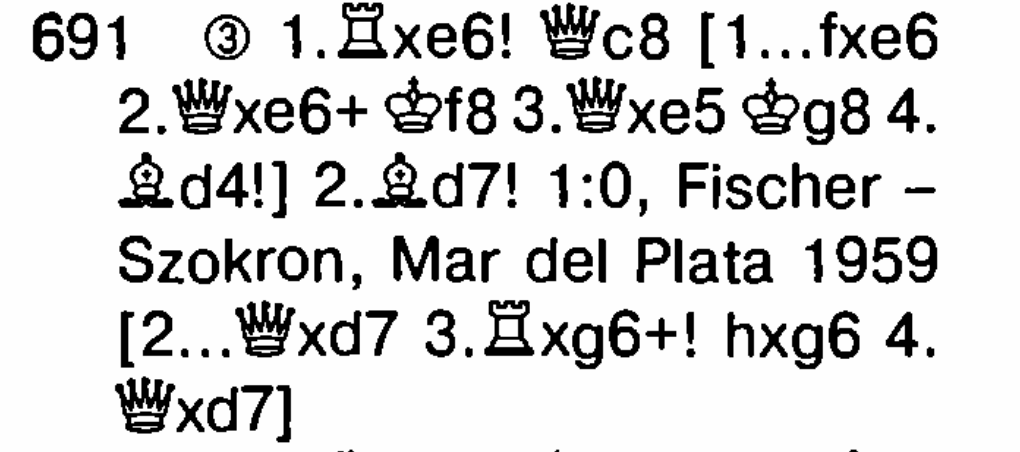 691 ③ 1.♖xe6! ♕c8 [1...fxe6
2.♕xe6+ ♔f8 3.♕xe5 ♔g8 4.
♗d4!] 2.♗d7! 1:0, Fischer –
Szokron, Mar del Plata 1959
[2...♕xd7 3.♖xg6+! hxg6 4.
♕xd7]